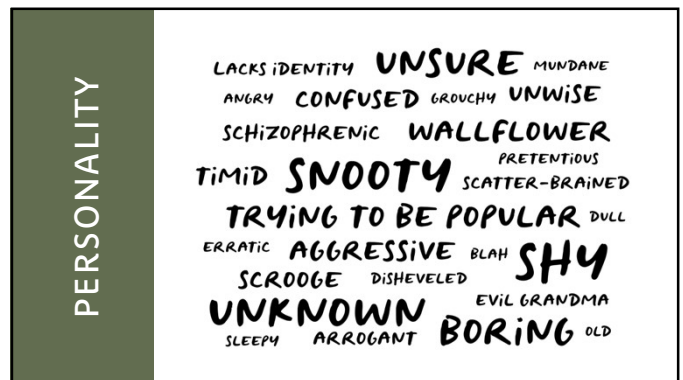 PERSONALITY
LACKS IDENTITY UNSURE MUNDANE
ANGRY CONFUSED GROUCHY UNWISE
SCHIZOPHRENIC WALLFLOWER
PRETENTIOUS
TIMID SNOOTY SCATTER-BRAINED
TRYING TO BE POPULAR DULL
ERRATIC AGGRESSIVE BLAH SHY
SCROOGE DISHEVELED
UNKNOWN EVIL GRANDMA
SLEEPY ARROGANT BORING OLD